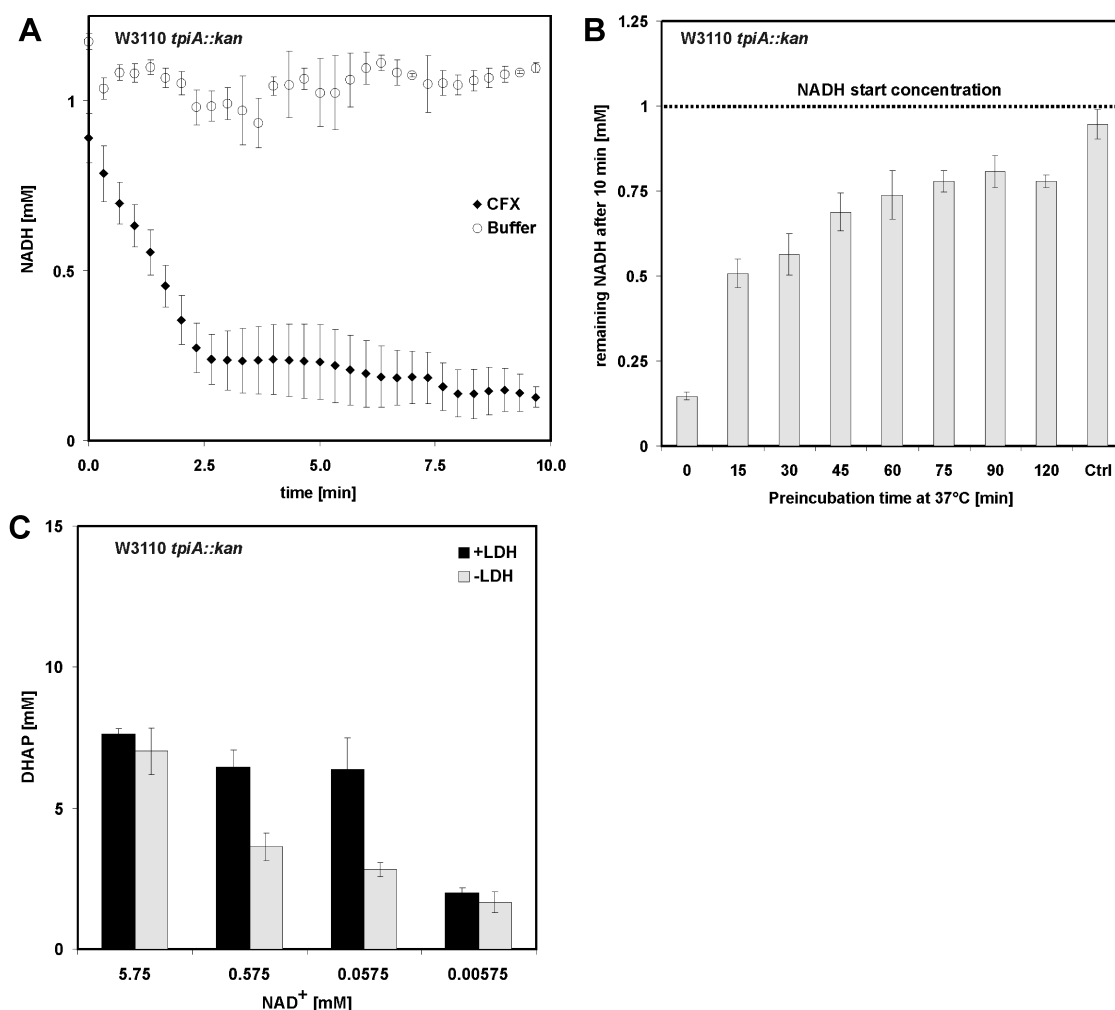 A
W3110 tpiA::kan
1
0.5
0
NADH [mM]
CFX
Buffer
0.0
2.5
5.0
7.5
10.0
time [min]
B
W3110 tpiA::kan
NADH start concentration
1.25
1
0.75
0.5
0.25
0
remaining NADH after 10 min [mM]
0
15
30
45
60
75
90
120
Ctrl
Preincubation time at 37°C [min]
C
W3110 tpiA::kan
+LDH
-LDH
15
10
5
0
DHAP [mM]
5.75
0.575
0.0575
0.00575
NAD+ [mM]